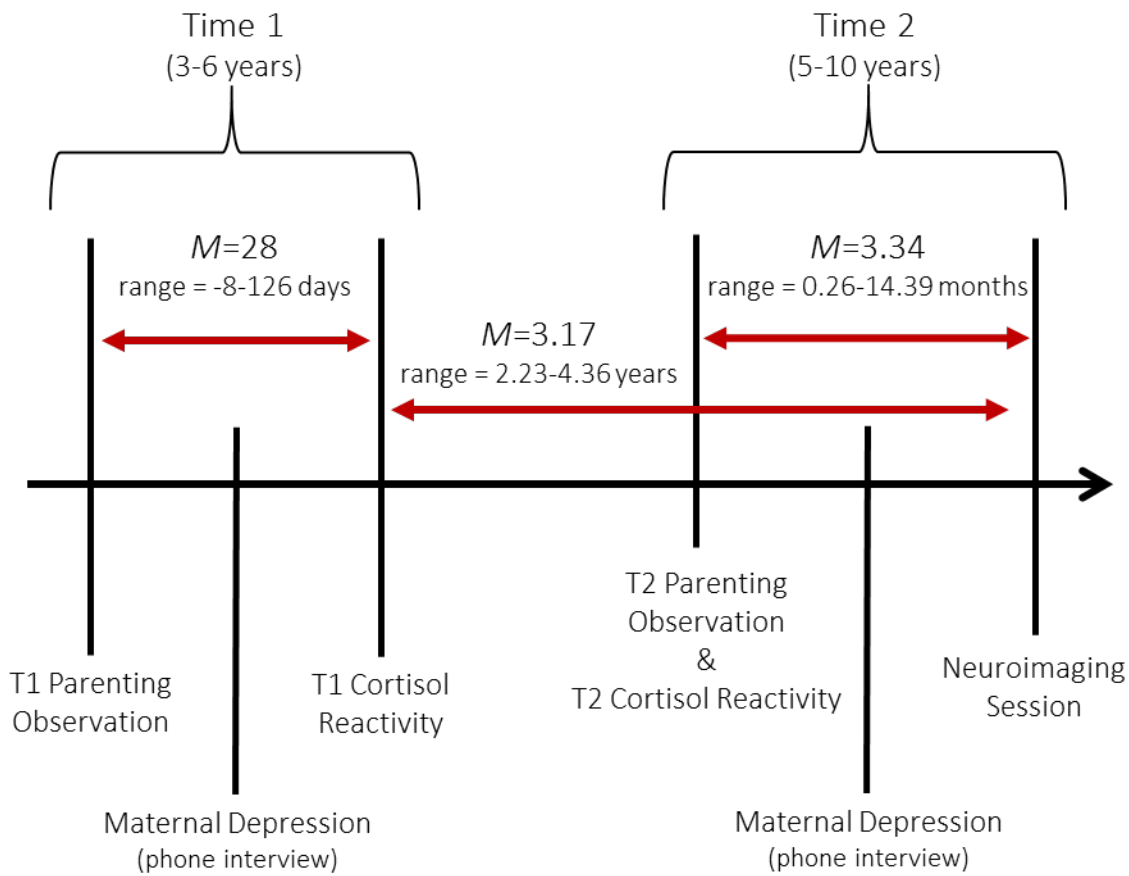 Time 1
(3-6 years)
Time 2
(5-10 years)
M=28
range = -8-126 days
M=3.17
range = 2.23-4.36 years
M=3.34
range = 0.26-14.39 months
T1 Parenting
Observation
Maternal Depression
(phone interview)
T1 Cortisol
Reactivity
T2 Parenting
Observation
&
T2 Cortisol Reactivity
Maternal Depression
(phone interview)
Neuroimaging
Session